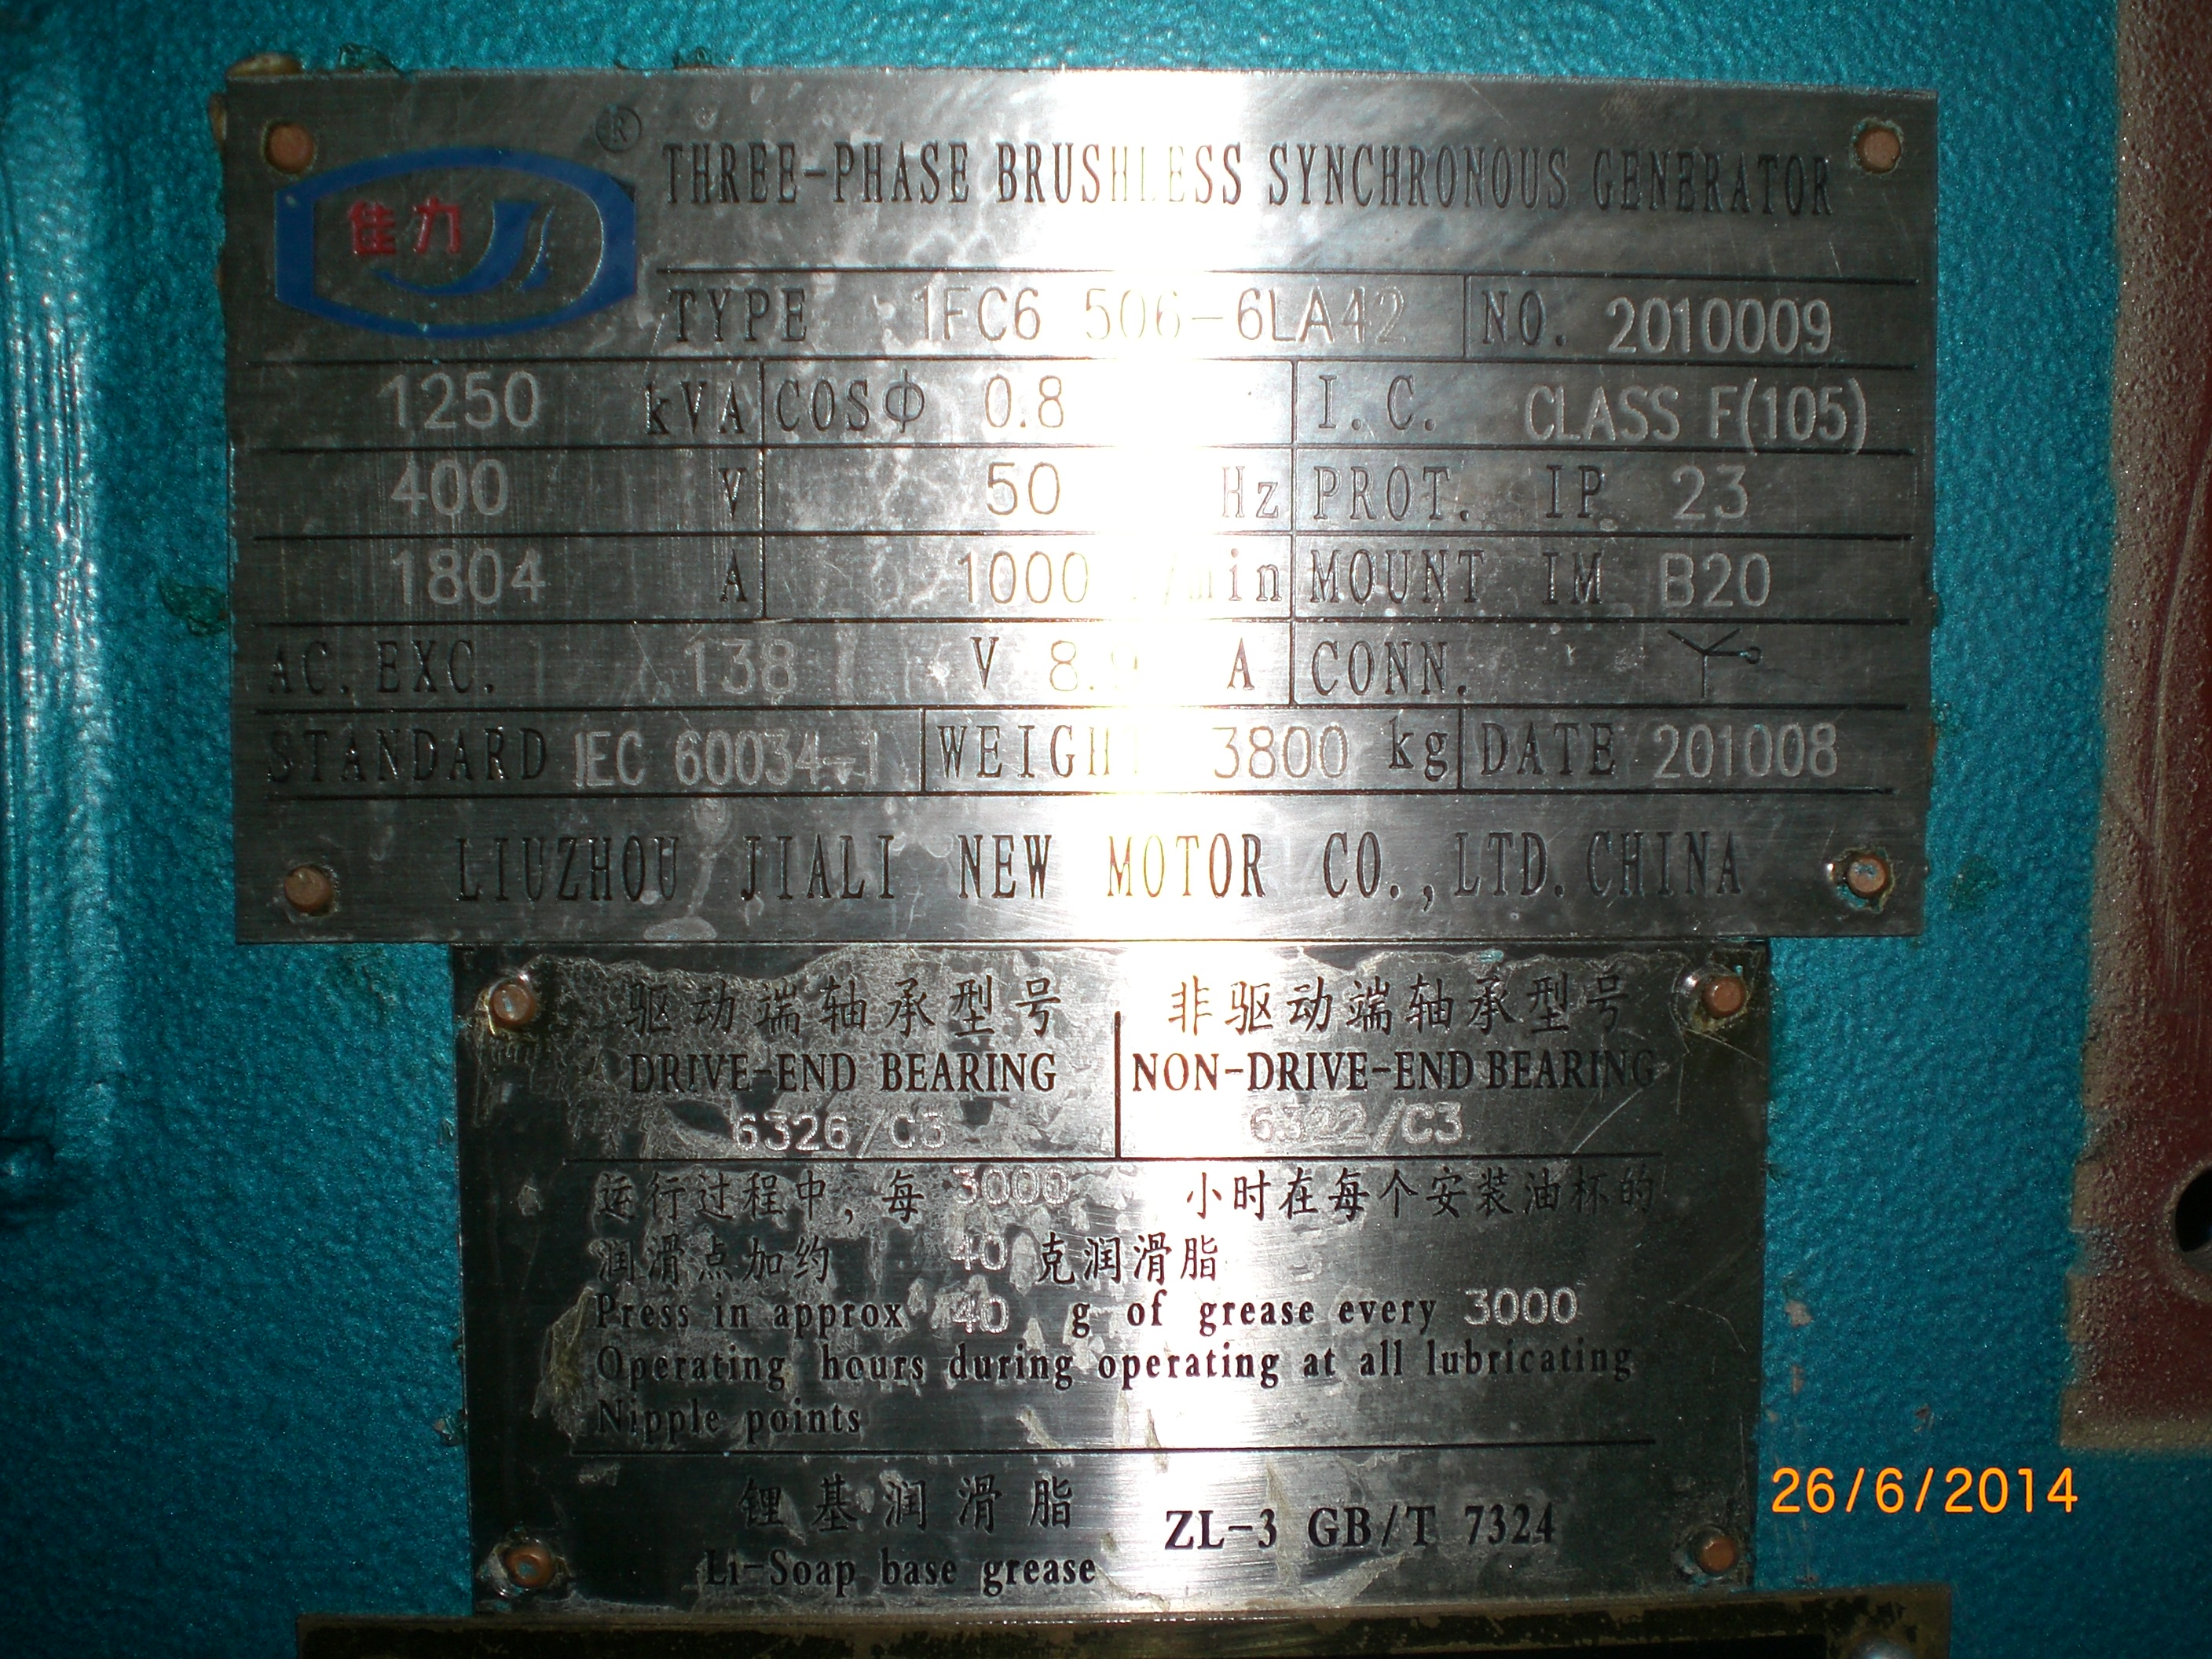 ®
THREE-PHASE BRUSHLESS SYNCHRONOUS GENERATOR
佳力
TYPE 1FC6 506-6LA42 NO. 2010009
1250 kVA COSΦ 0.8 I.C. CLASS F(105)
400 V 50 Hz PROT. IP 23
1804 A 1000 /min MOUNT IM B20
AC. EXC. 138 V A CONN.
STANDARD IEC 60034-1 WEIGHT 3800 kg DATE 201008
LIUZHOU JIALI NEW MOTOR CO.,LTD. CHINA
驱动端轴承型号 非驱动端轴承型号
DRIVE-END BEARING NON-DRIVE-END BEARING
6326/C3 6322/C3
运行过程中,每 3000 小时在每个安装油杯的
润滑点加约 40 克润滑脂
Press in approx 40 g of grease every 3000
Operating hours during operating at all lubricating
Nipple points
锂基润滑脂 ZL-3 GB/T 7324
Li-Soap base grease
26/6/2014